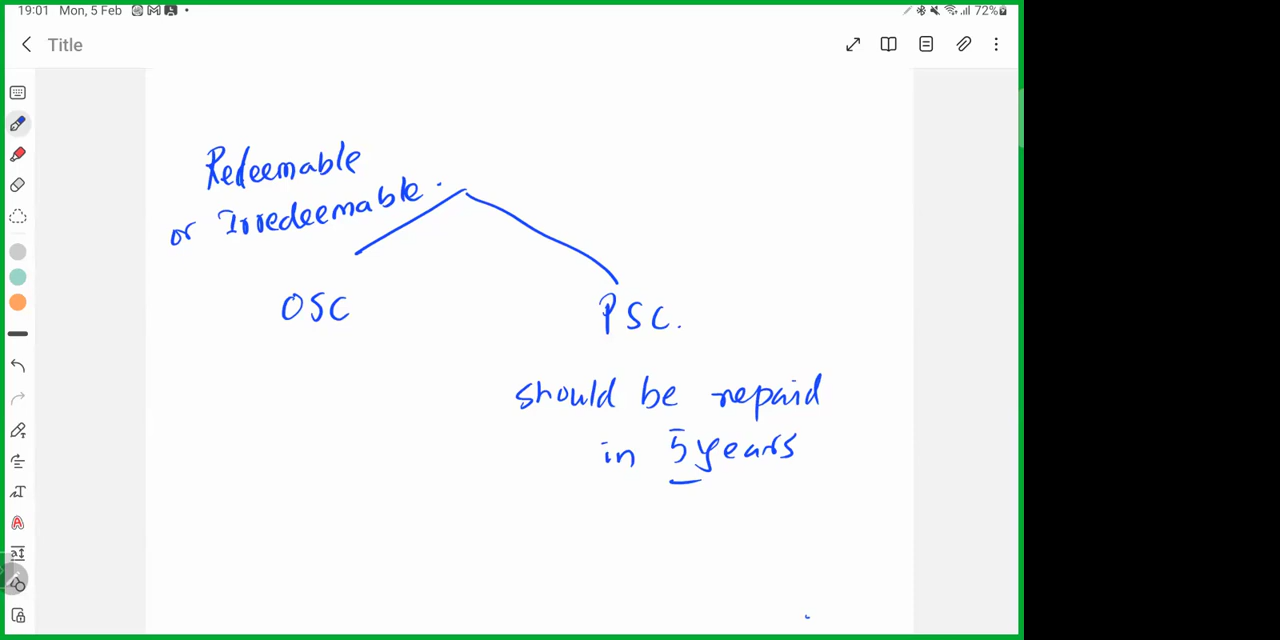 19:01 Mon, 5 Feb
72%
Title
Redeemable
or Irredeemable.
OSC
PSC.
should be repaid
in 5 years